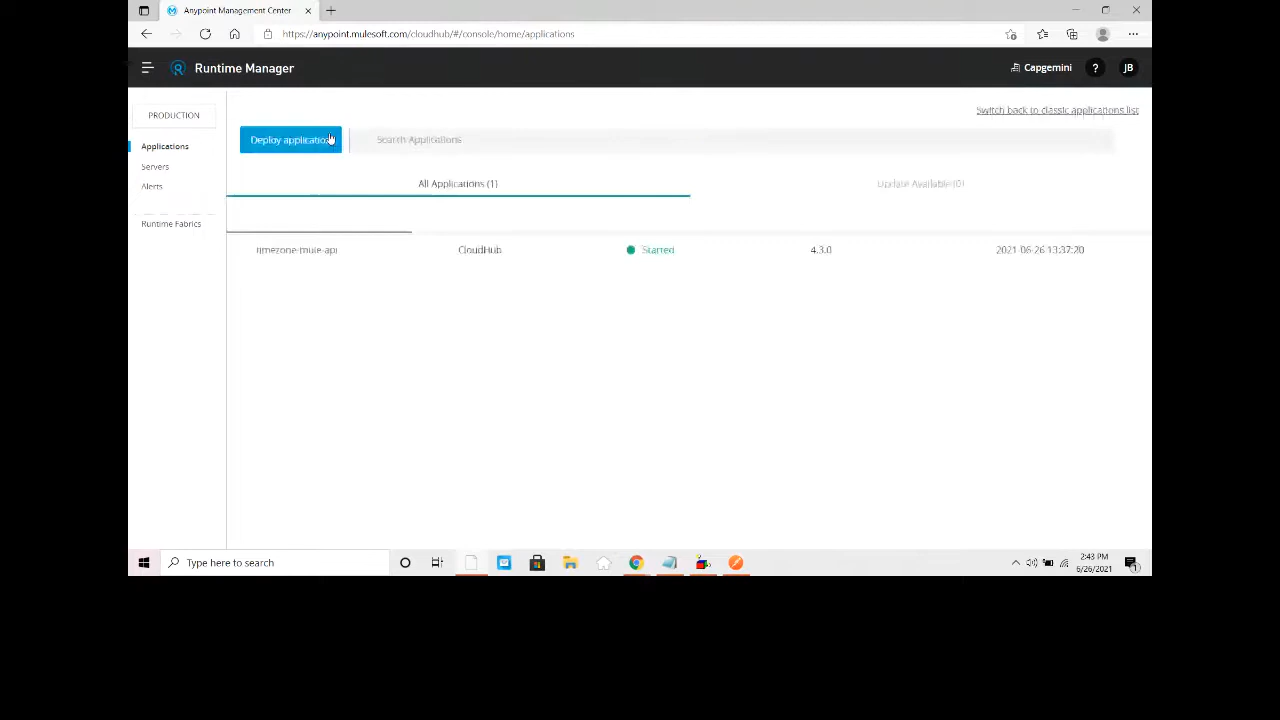 Anypoint Management Center
https://anypoint.mulesoft.com/cloudhub/#/console/home/applications
Runtime Manager
Capgemini
?
JB
PRODUCTION
Switch back to classic applications list
Deploy application
Search Applications
Applications
Servers
Alerts
Runtime Fabrics
All Applications (1)
Update Available (0)
timezone-mule-api CloudHub Started 4.3.0 2021-06-26 13:37:20
Type here to search
2:43 PM
6/26/2021